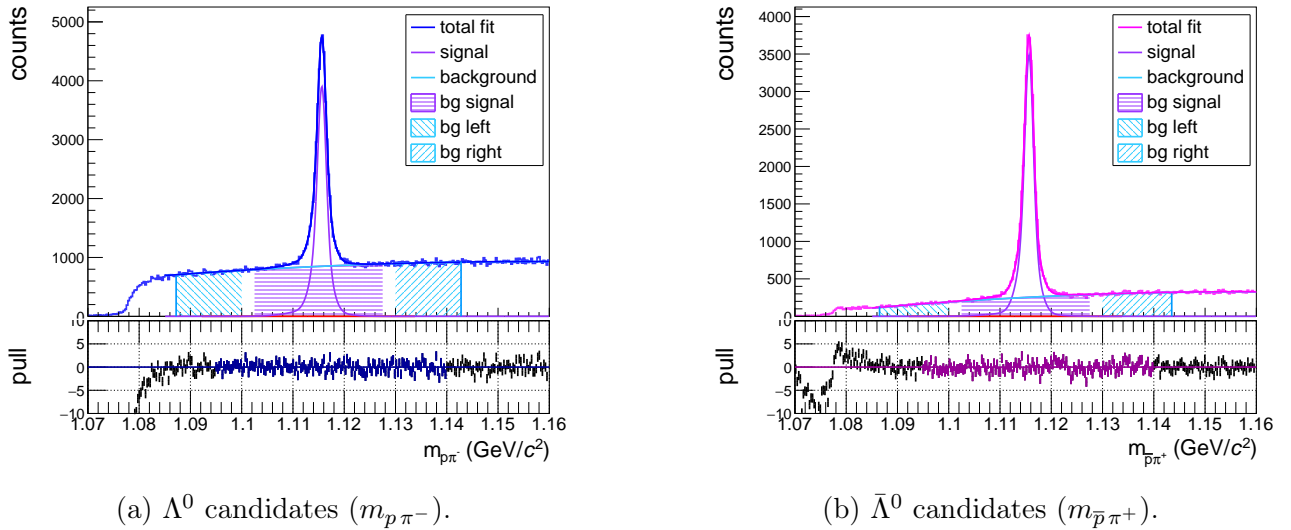 counts
5000
4000
3000
2000
1000
0
total fit
signal
background
bg signal
bg left
bg right
pull
10
5
0
−5
−10
1.07 1.08 1.09 1.1 1.11 1.12 1.13 1.14 1.15 1.16
m_{pπ⁻} (GeV/c²)
(a) Λ⁰ candidates (m_{p π⁻}).
counts
4000
3500
3000
2500
2000
1500
1000
500
0
total fit
signal
background
bg signal
bg left
bg right
pull
10
5
0
−5
−10
1.07 1.08 1.09 1.1 1.11 1.12 1.13 1.14 1.15 1.16
m_{p̅π⁺} (GeV/c²)
(b) Λ̄⁰ candidates (m_{p̅ π⁺}).